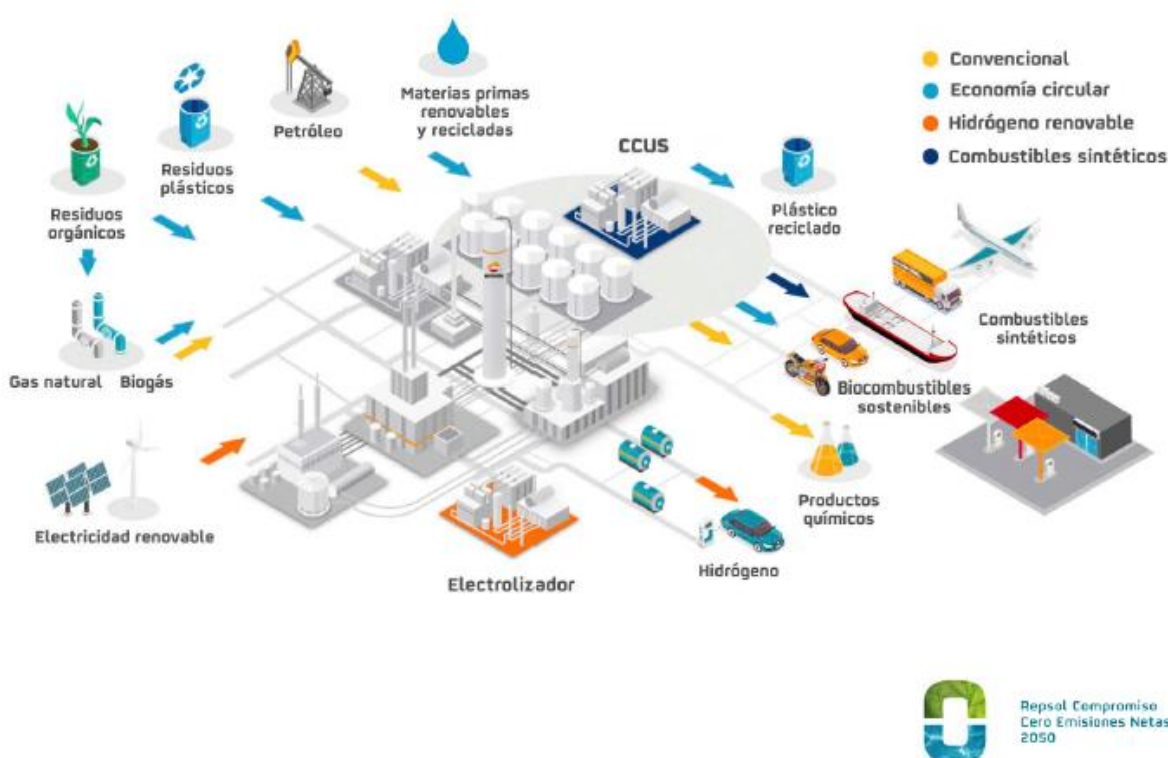 Convencional
Economía circular
Hidrógeno renovable
Combustibles sintéticos
Petróleo
Materias primas
renovables
y recicladas
CCUS
Residuos
plásticos
Plástico
reciclado
Residuos
orgánicos
Combustibles
sintéticos
Gas natural
Biogás
Biocombustibles
sostenibles
Productos
químicos
Electricidad renovable
Electrolizador
Hidrógeno
Repsol Compromiso
Cero Emisiones Netas
2050